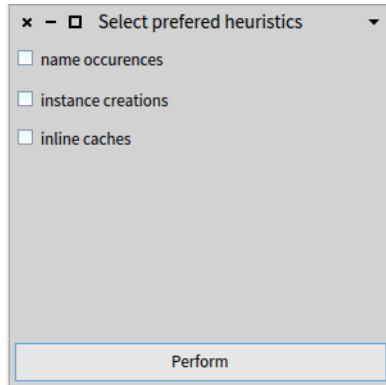 Select prefered heuristics
name occurences
instance creations
inline caches
Perform